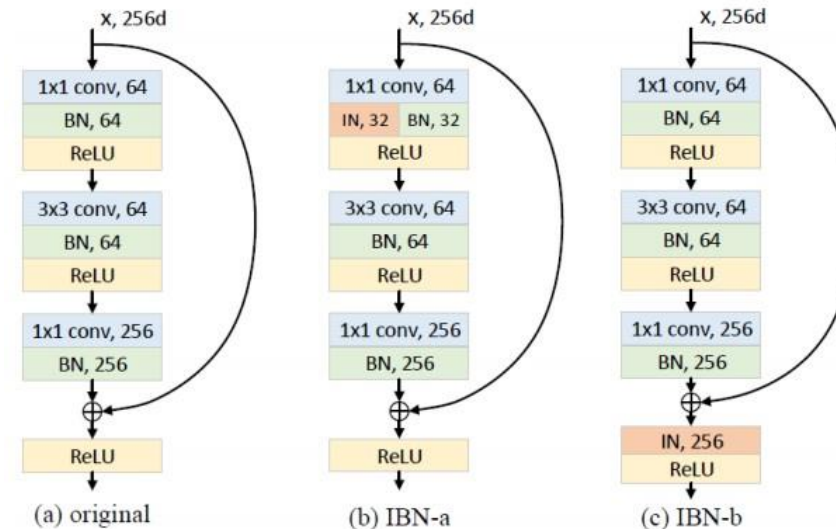 x, 256d
1x1 conv, 64
BN, 64
ReLU
3x3 conv, 64
BN, 64
ReLU
1x1 conv, 256
BN, 256
ReLU
(a) original
x, 256d
1x1 conv, 64
IN, 32 BN, 32
ReLU
3x3 conv, 64
BN, 64
ReLU
1x1 conv, 256
BN, 256
ReLU
(b) IBN-a
x, 256d
1x1 conv, 64
BN, 64
ReLU
3x3 conv, 64
BN, 64
ReLU
1x1 conv, 256
BN, 256
IN, 256
ReLU
(c) IBN-b